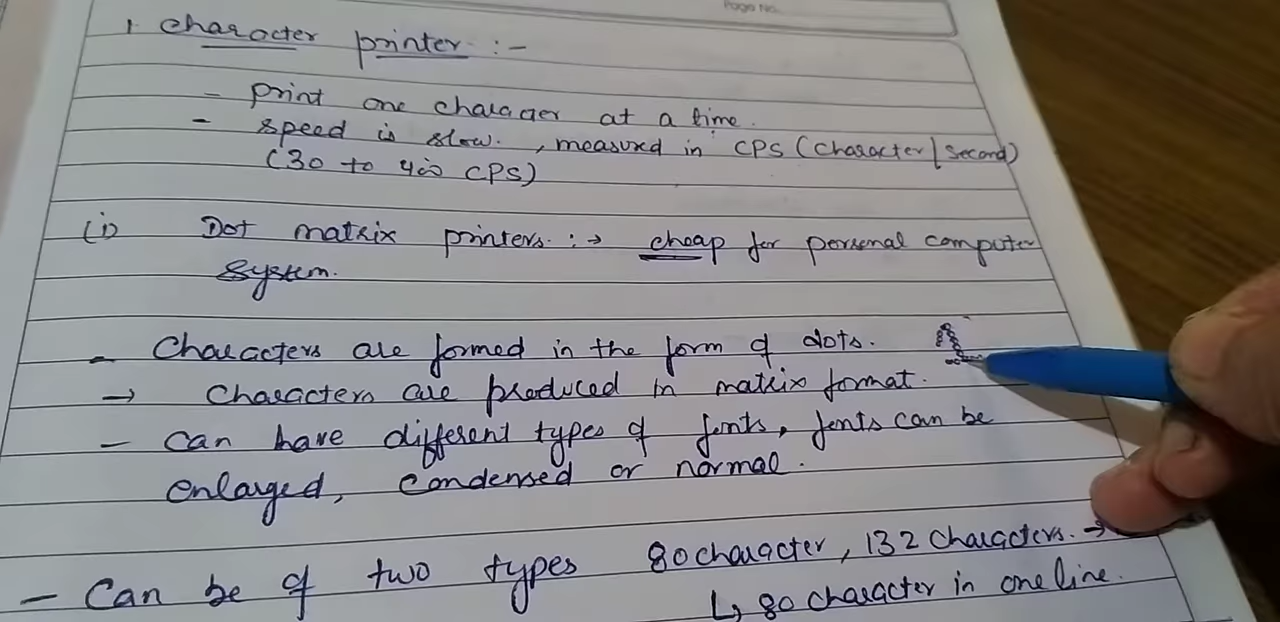 Page No.
1 Character printer :-
- print one character at a time.
- speed is slow. , measured in CPS (character/second)
(30 to 400 CPS)
(i) Dot matrix printers. :→ cheap for personal computer
system.
- Characters are formed in the form of dots.
→ Characters are produced in matrix format.
- Can have different types of fonts, fonts can be
enlarged, condensed or normal.
- Can be of two types 80 character, 132 characters. →
↳ 80 character in one line.